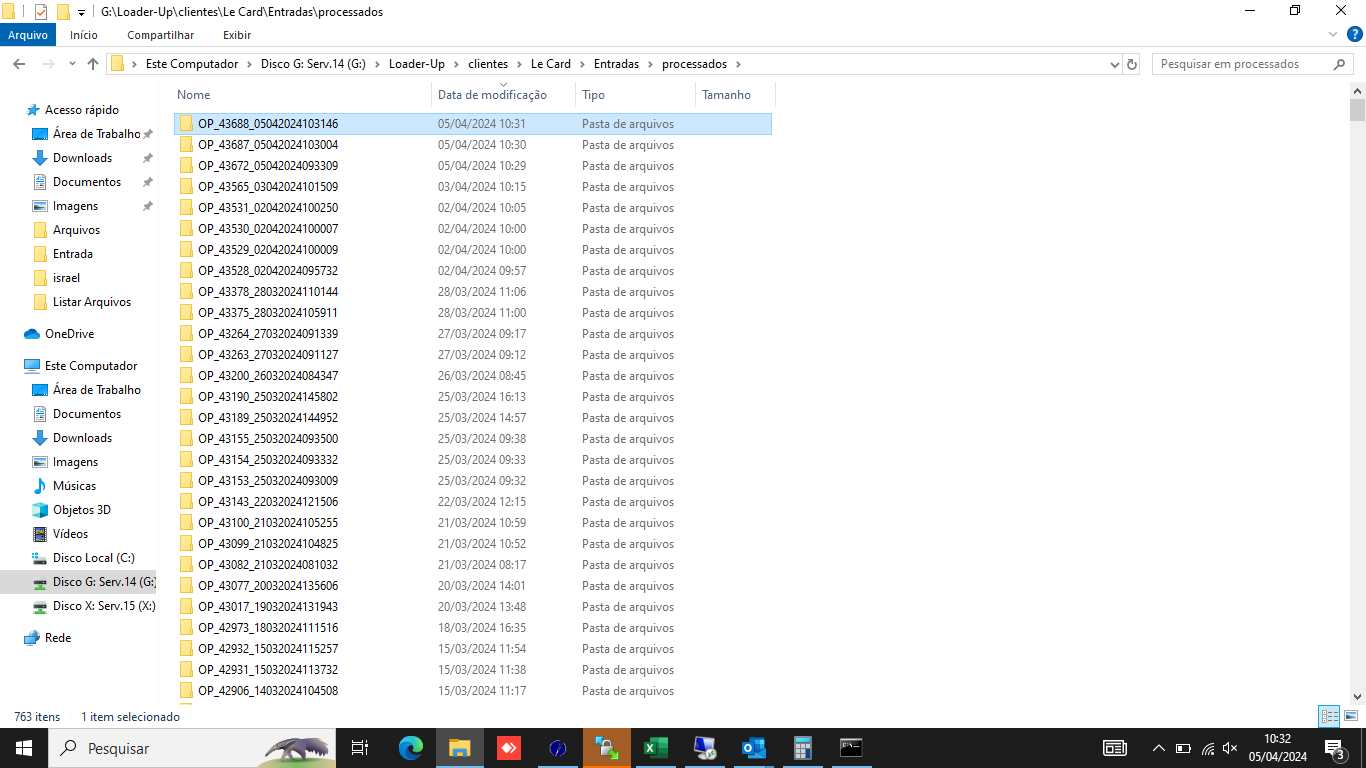 G:\Loader-Up\clientes\Le Card\Entradas\processados
Arquivo Início Compartilhar Exibir
Este Computador Disco G: Serv.14 (G:) Loader-Up clientes Le Card Entradas processados
Pesquisar em processados
Nome Data de modificação Tipo Tamanho
Acesso rápido
Área de Trabalho
Downloads
Documentos
Imagens
Arquivos
Entrada
israel
Listar Arquivos
OneDrive
Este Computador
Área de Trabalho
Documentos
Downloads
Imagens
Músicas
Objetos 3D
Vídeos
Disco Local (C:)
Disco G: Serv.14 (G:)
Disco X: Serv.15 (X:)
Rede
OP_43688_05042024103146 05/04/2024 10:31 Pasta de arquivos
OP_43687_05042024103004 05/04/2024 10:30 Pasta de arquivos
OP_43672_05042024093309 05/04/2024 10:29 Pasta de arquivos
OP_43565_03042024101509 03/04/2024 10:15 Pasta de arquivos
OP_43531_02042024100250 02/04/2024 10:05 Pasta de arquivos
OP_43530_02042024100007 02/04/2024 10:00 Pasta de arquivos
OP_43529_02042024100009 02/04/2024 10:00 Pasta de arquivos
OP_43528_02042024095732 02/04/2024 09:57 Pasta de arquivos
OP_43378_28032024110144 28/03/2024 11:06 Pasta de arquivos
OP_43375_28032024105911 28/03/2024 11:00 Pasta de arquivos
OP_43264_27032024091339 27/03/2024 09:17 Pasta de arquivos
OP_43263_27032024091127 27/03/2024 09:12 Pasta de arquivos
OP_43200_26032024084347 26/03/2024 08:45 Pasta de arquivos
OP_43190_25032024145802 25/03/2024 16:13 Pasta de arquivos
OP_43189_25032024144952 25/03/2024 14:57 Pasta de arquivos
OP_43155_25032024093500 25/03/2024 09:38 Pasta de arquivos
OP_43154_25032024093332 25/03/2024 09:33 Pasta de arquivos
OP_43153_25032024093009 25/03/2024 09:32 Pasta de arquivos
OP_43143_22032024121506 22/03/2024 12:15 Pasta de arquivos
OP_43100_21032024105255 21/03/2024 10:59 Pasta de arquivos
OP_43099_21032024104825 21/03/2024 10:52 Pasta de arquivos
OP_43082_21032024081032 21/03/2024 08:17 Pasta de arquivos
OP_43077_20032024135606 20/03/2024 14:01 Pasta de arquivos
OP_43017_19032024131943 20/03/2024 13:48 Pasta de arquivos
OP_42973_18032024111516 18/03/2024 16:35 Pasta de arquivos
OP_42932_15032024115257 15/03/2024 11:54 Pasta de arquivos
OP_42931_15032024113732 15/03/2024 11:38 Pasta de arquivos
OP_42906_14032024104508 15/03/2024 11:17 Pasta de arquivos
763 itens 1 item selecionado
Pesquisar
10:32
05/04/2024
3